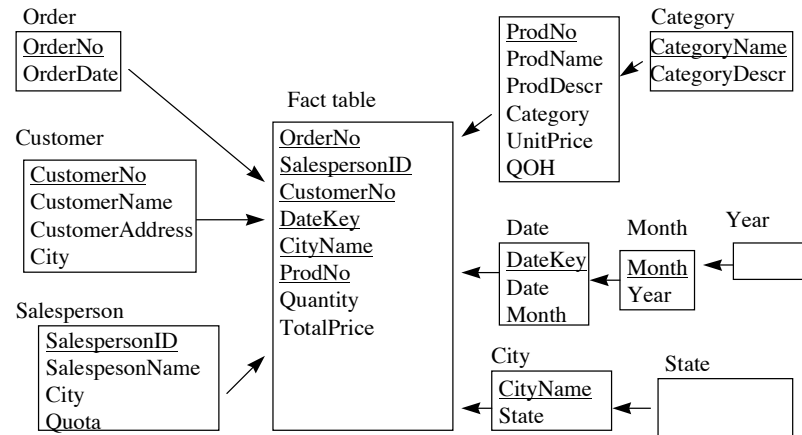 Order
OrderNo
OrderDate
Customer
CustomerNo
CustomerName
CustomerAddress
City
Salesperson
SalespersonID
SalespesonName
City
Quota
Fact table
OrderNo
SalespersonID
CustomerNo
DateKey
CityName
ProdNo
Quantity
TotalPrice
ProdNo
ProdName
ProdDescr
Category
UnitPrice
QOH
Category
CategoryName
CategoryDescr
Date
DateKey
Date
Month
Month
Month
Year
Year
City
CityName
State
State